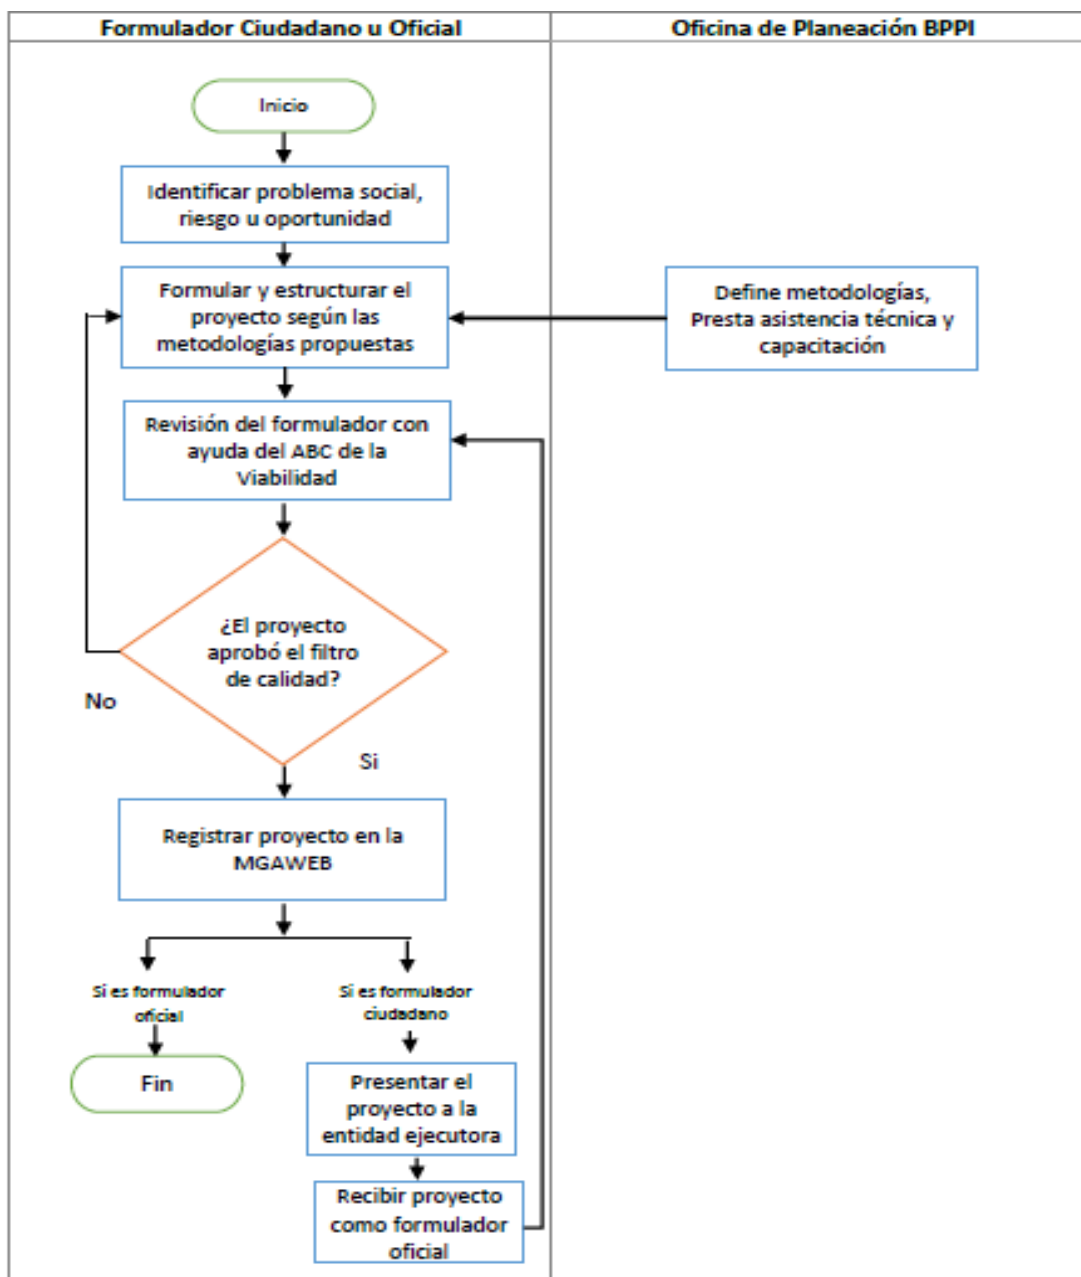 Formulador Ciudadano u Oficial
Oficina de Planeación BPPI
Inicio
Identificar problema social,
riesgo u oportunidad
Formular y estructurar el
proyecto según las
metodologías propuestas
Define metodologías,
Presta asistencia técnica y
capacitación
Revisión del formulador con
ayuda del ABC de la
Viabilidad
¿El proyecto
aprobó el filtro
de calidad?
No
Si
Registrar proyecto en la
MGAWEB
Sí es formulador
oficial
Sí es formulador
ciudadano
Fin
Presentar el
proyecto a la
entidad ejecutora
Recibir proyecto
como formulador
oficial